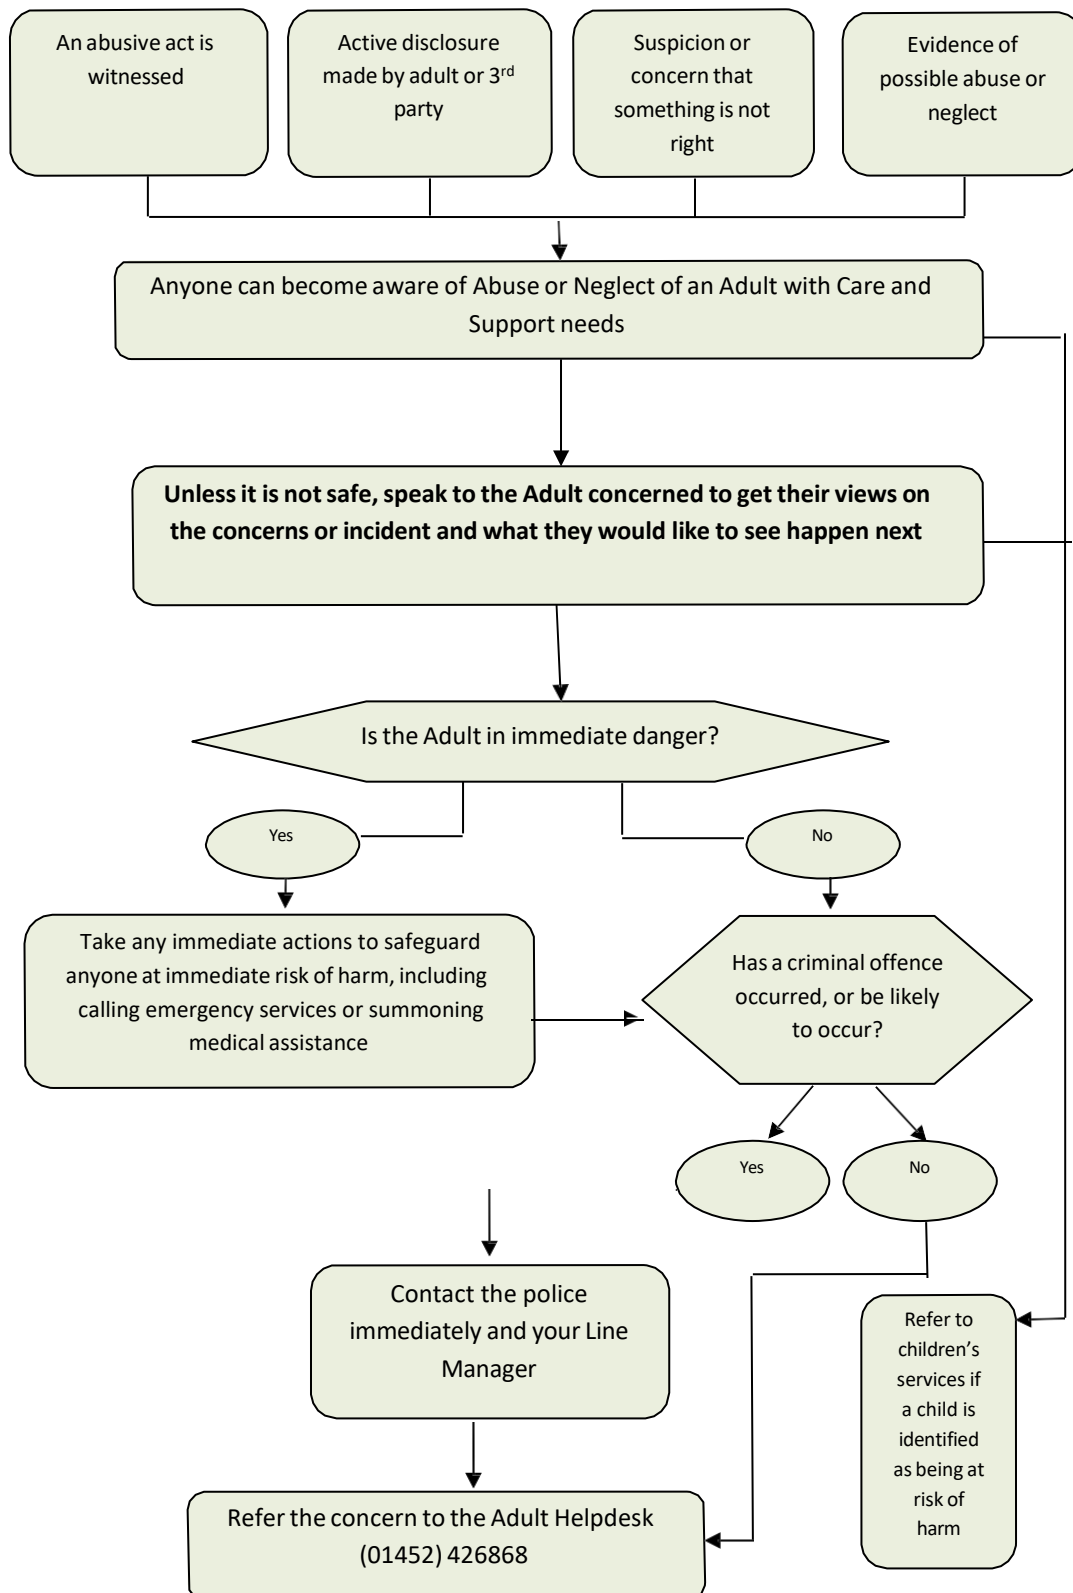 An abusive act is
witnessed
Active disclosure
made by adult or 3rd
party
Suspicion or
concern that
something is not
right
Evidence of
possible abuse or
neglect
Anyone can become aware of Abuse or Neglect of an Adult with Care and
Support needs
Unless it is not safe, speak to the Adult concerned to get their views on
the concerns or incident and what they would like to see happen next
Is the Adult in immediate danger?
Yes
No
Take any immediate actions to safeguard
anyone at immediate risk of harm, including
calling emergency services or summoning
medical assistance
Has a criminal offence
occurred, or be likely
to occur?
Yes
No
Contact the police
immediately and your Line
Manager
Refer to
children’s
services if
a child is
identified
as being at
risk of
harm
Refer the concern to the Adult Helpdesk
(01452) 426868